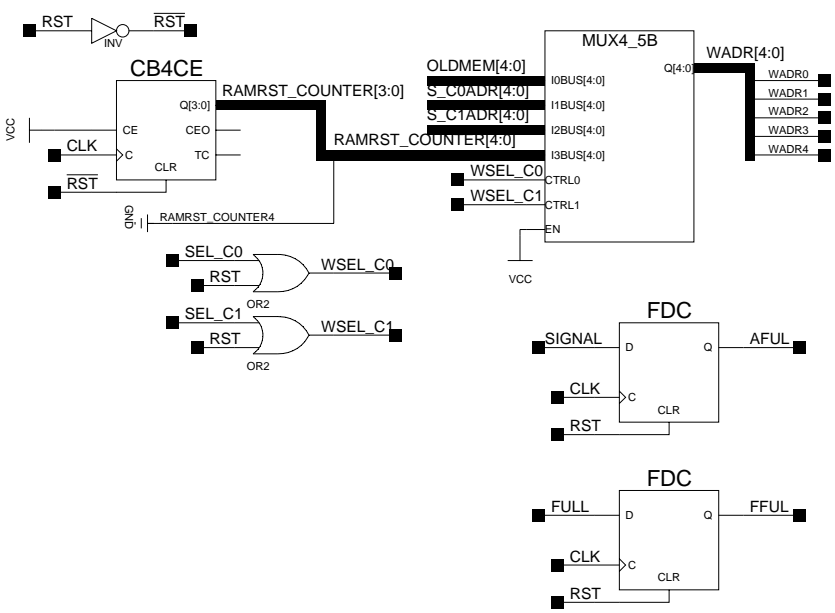 RST
RST
INV
CB4CE
Q[3:0]
VCC
CE
CEO
CLK
C
TC
CLR
RST
RAMRST_COUNTER[3:0]
RAMRST_COUNTER[4:0]
GND
RAMRST_COUNTER4
MUX4_5B
OLDMEM[4:0]
I0BUS[4:0]
S_C0ADR[4:0]
I1BUS[4:0]
S_C1ADR[4:0]
I2BUS[4:0]
I3BUS[4:0]
WSEL_C0
CTRL0
WSEL_C1
CTRL1
EN
VCC
Q[4:0]
WADR[4:0]
WADR0
WADR1
WADR2
WADR3
WADR4
SEL_C0
RST
OR2
WSEL_C0
SEL_C1
RST
OR2
WSEL_C1
FDC
SIGNAL
D
Q
AFUL
CLK
C
CLR
RST
FDC
FULL
D
Q
FFUL
CLK
C
CLR
RST